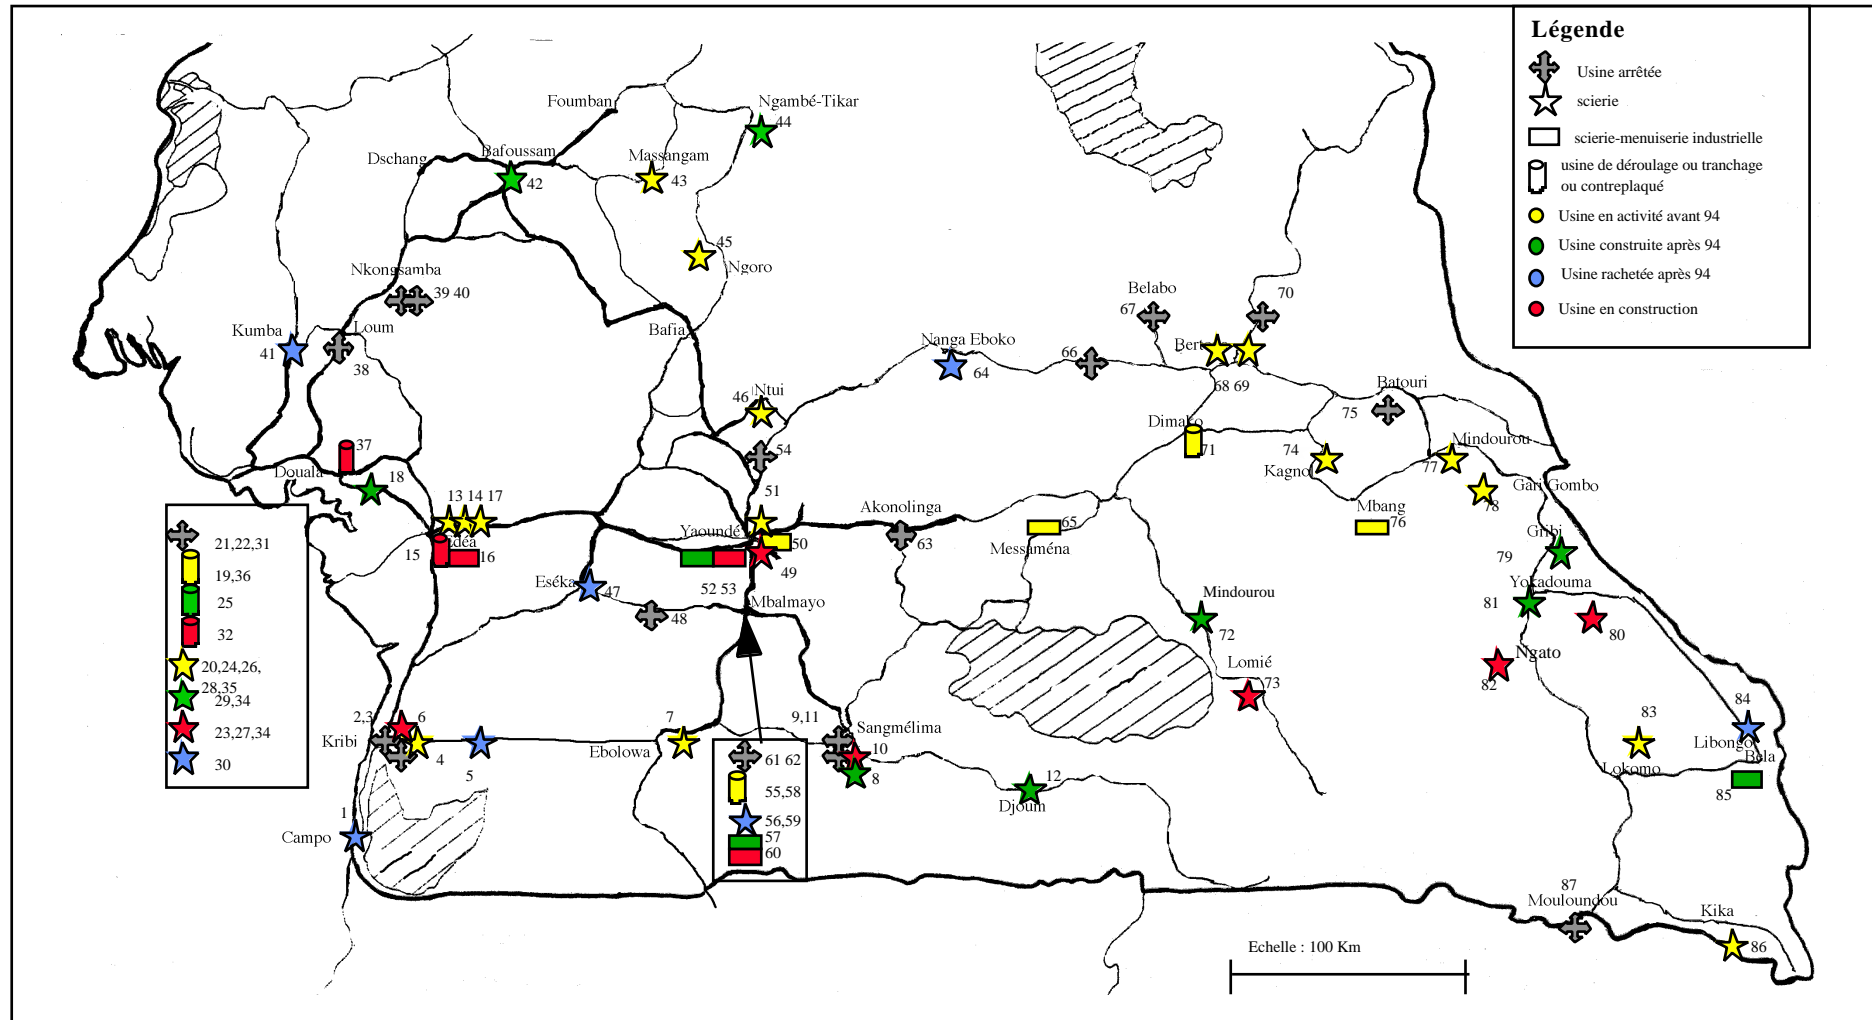 Légende
Usine arrêtée
scierie
scierie-menuiserie industrielle
usine de déroulage ou tranchage
ou contreplaqué
Usine en activité avant 94
Usine construite après 94
Usine rachetée après 94
Usine en construction
Foumban
Ngambé-Tikar
44
Dschang
Bafoussam
42
Massangam
43
45
Ngoro
Nkongsamba
39 40
Kumba
41
Loum
38
Bafia
Nanga Eboko
64
66
Belabo
67
70
Bert
68 69
Batouri
75
46
Ntui
54
Dimako
71
74
Kagnol
77
Mindourou
78
Gari Gombo
37
Douala
18
13 14 17
15
Edéa
16
51
Yaoundé
50
49
52 53
Akonolinga
63
65
Messaména
Mbang
76
Gribi
79
Yokadouma
81
80
Ngato
82
Eséka
47
48
Mbalmayo
Mindourou
72
Lomié
73
21,22,31
19,36
25
32
20,24,26,
28,35
29,34
23,27,34
30
2,3
6
Kribi
4
5
7
Ebolowa
9,11
Sangmélima
10
8
12
Djoum
83
Lokomo
84
Libongo
Bela
85
1
Campo
61 62
55,58
56,59
57
60
87
Mouloundou
Kika
86
Echelle : 100 Km